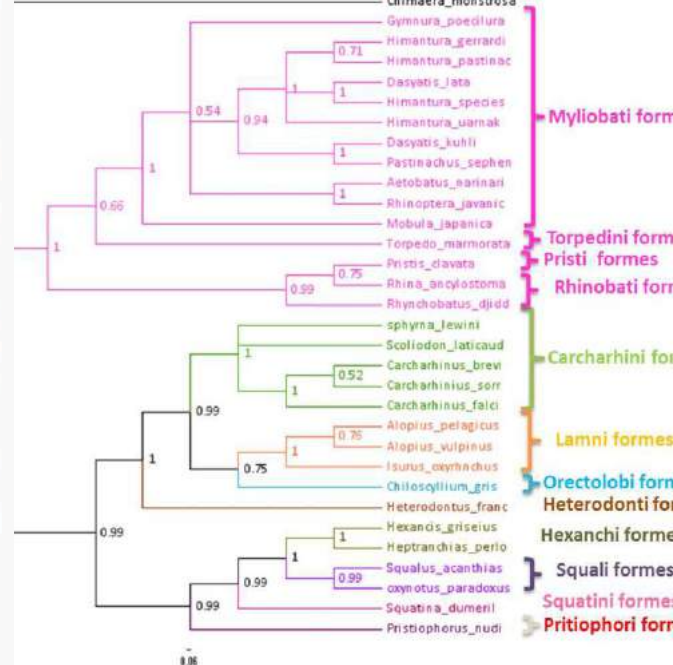 Chimaera_monstrosa
Gymnura_poecilura
Himantura_gerrardi
0.71
Himantura_pastinac
Dasyatis_lata
1
1
Himantura_species
0.54
0.94
Himantura_uarnak
Myliobati form
Dasyatis_kuhli
1
Pastinachus_sephen
1
Aetobatus_narinari
1
Rhinoptera_javanic
0.66
Mobula_japonica
Torpedo_marmorata
Torpedini form
1
Pristis_clavata
Pristi formes
0.75
Rhina_ancylostoma
0.99
Rhinobati form
Rhynchobatus_djidd
sphyrna_lewini
Scoliodon_laticaud
1
Carcharhinus_brevi
Carcharhini for
0.52
Carcharhinius_sorr
1
Carcharhinus_falci
0.99
Alopius_pelagicus
0.76
Alopius_vulpinus
Lamni formes
1
Isurus_oxyrhnchus
1
0.75
Chiloscyllium_gris
Orectolobi form
Heterodontus_franc
Heterodonti for
Hexancis_griseius
0.99
1
Hexanchi forme
Heptranchias_perlo
1
Squalus_acanthias
0.99
Squali formes
0.99
oxynotus_paradoxus
Squatina_dumeril
Squatini formes
0.99
Pristiophorus_nudi
Pritiophori form
0.06